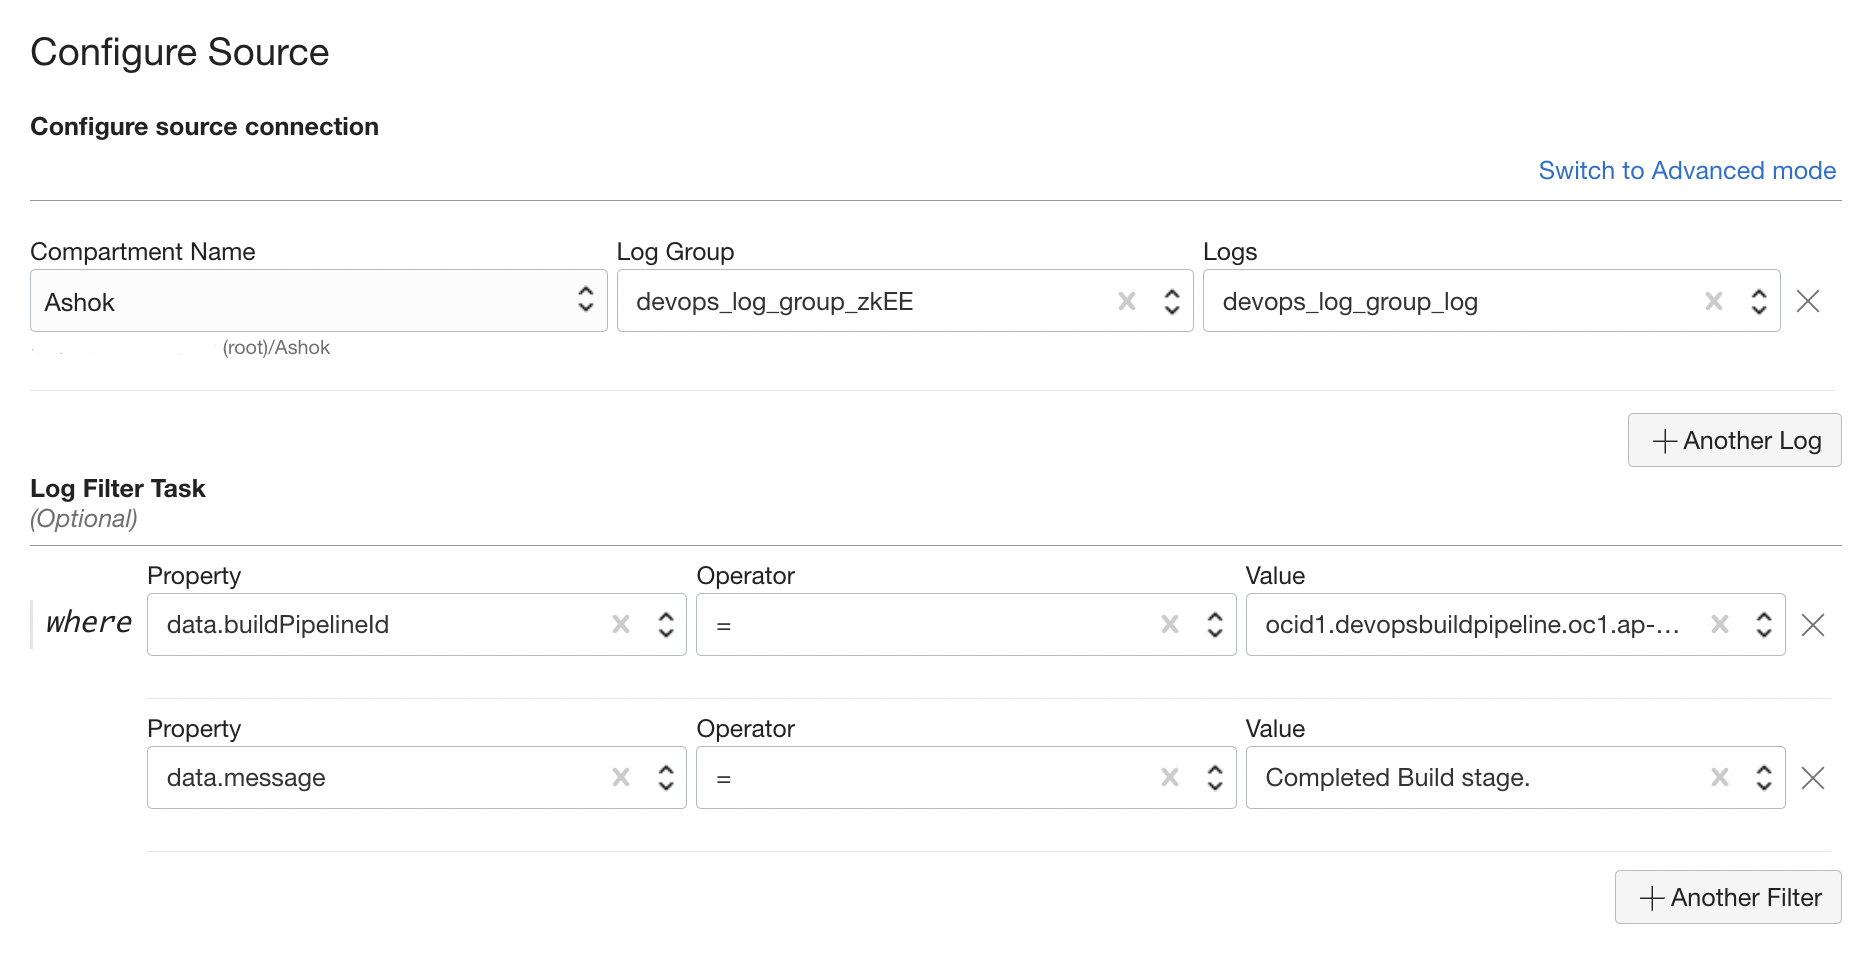 Configure Source
Configure source connection
Switch to Advanced mode
Compartment Name Log Group Logs
Ashok devops_log_group_zkEE devops_log_group_log
(root)/Ashok
Another Log
Log Filter Task
(Optional)
Property Operator Value
where data.buildPipelineId = ocid1.devopsbuildpipeline.oc1.ap-...
Property Operator Value
data.message = Completed Build stage.
Another Filter